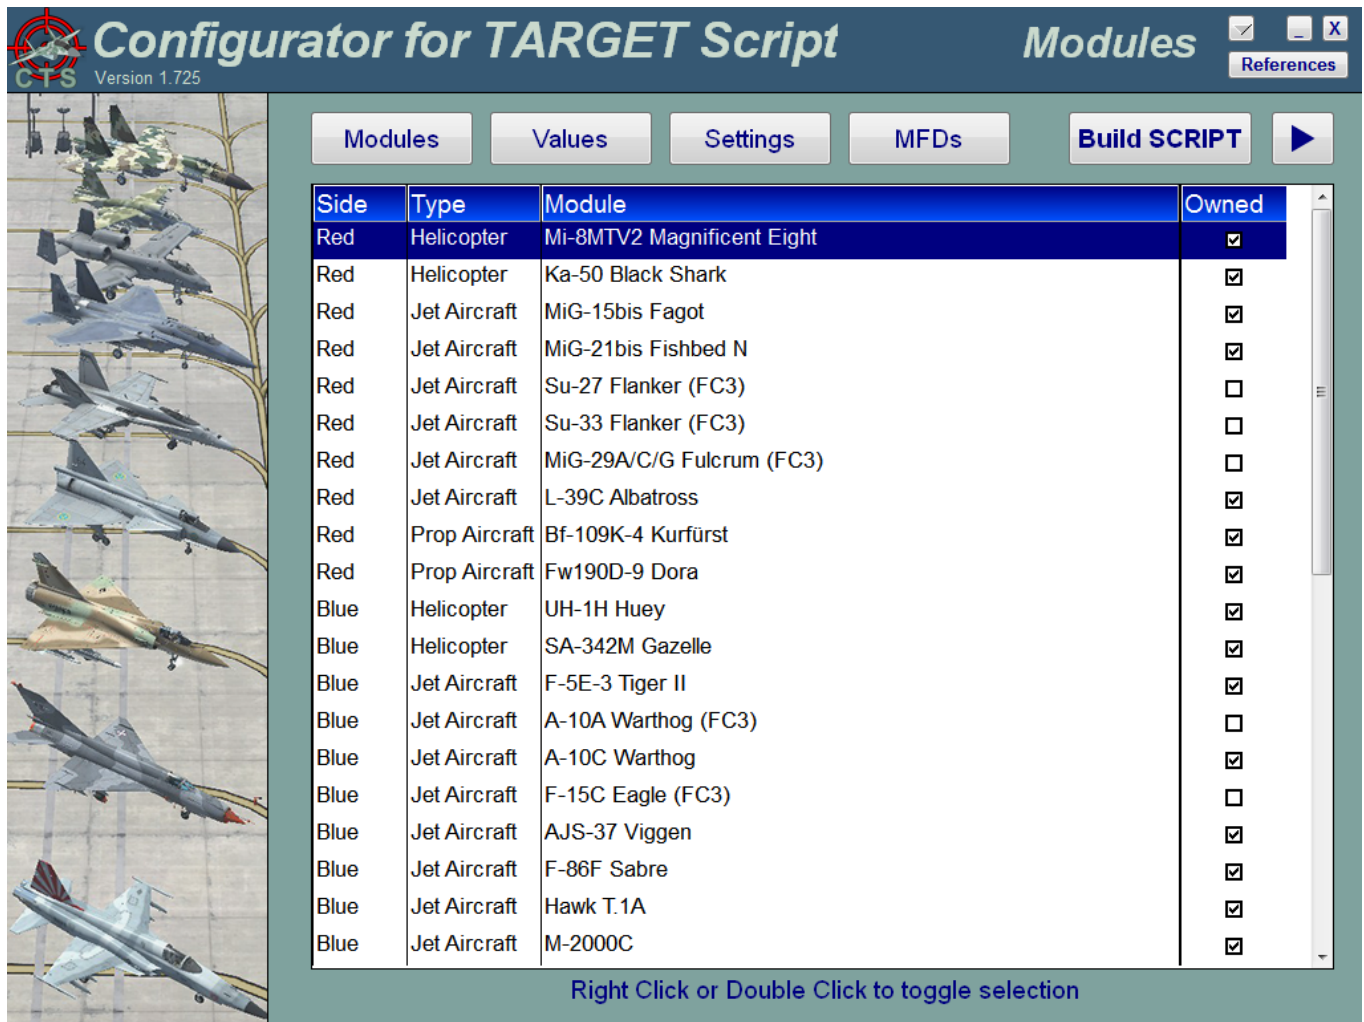 Configurator for TARGET Script Modules
CTS Version 1.725
_ X
References
Modules Values Settings MFDs Build SCRIPT
Side Type Module Owned
Red Helicopter Mi-8MTV2 Magnificent Eight
Red Helicopter Ka-50 Black Shark
Red Jet Aircraft MiG-15bis Fagot
Red Jet Aircraft MiG-21bis Fishbed N
Red Jet Aircraft Su-27 Flanker (FC3)
Red Jet Aircraft Su-33 Flanker (FC3)
Red Jet Aircraft MiG-29A/C/G Fulcrum (FC3)
Red Jet Aircraft L-39C Albatross
Red Prop Aircraft Bf-109K-4 Kurfürst
Red Prop Aircraft Fw190D-9 Dora
Blue Helicopter UH-1H Huey
Blue Helicopter SA-342M Gazelle
Blue Jet Aircraft F-5E-3 Tiger II
Blue Jet Aircraft A-10A Warthog (FC3)
Blue Jet Aircraft A-10C Warthog
Blue Jet Aircraft F-15C Eagle (FC3)
Blue Jet Aircraft AJS-37 Viggen
Blue Jet Aircraft F-86F Sabre
Blue Jet Aircraft Hawk T.1A
Blue Jet Aircraft M-2000C
Right Click or Double Click to toggle selection